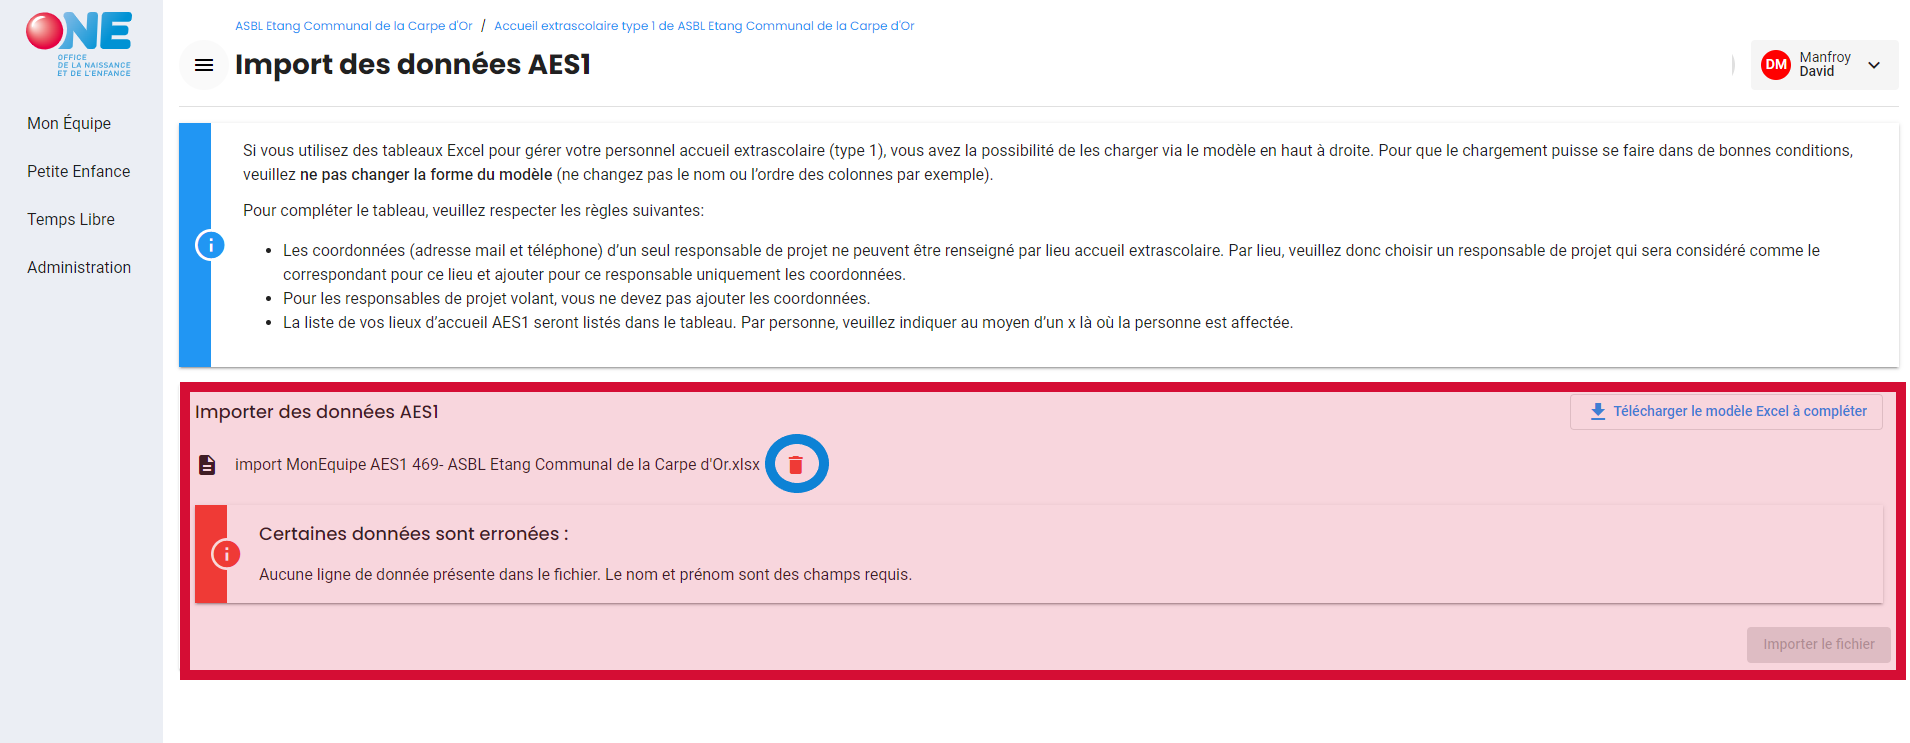 ONE
OFFICE
DE LA NAISSANCE
ET DE L'ENFANCE
Mon Équipe
Petite Enfance
Temps Libre
Administration
ASBL Etang Communal de la Carpe d'Or / Accueil extrascolaire type 1 de ASBL Etang Communal de la Carpe d'Or
Import des données AES1
DM
Manfroy
David
Si vous utilisez des tableaux Excel pour gérer votre personnel accueil extrascolaire (type 1), vous avez la possibilité de les charger via le modèle en haut à droite. Pour que le chargement puisse se faire dans de bonnes conditions,
veuillez ne pas changer la forme du modèle (ne changez pas le nom ou l'ordre des colonnes par exemple).
Pour compléter le tableau, veuillez respecter les règles suivantes:
• Les coordonnées (adresse mail et téléphone) d'un seul responsable de projet ne peuvent être renseigné par lieu accueil extrascolaire. Par lieu, veuillez donc choisir un responsable de projet qui sera considéré comme le
correspondant pour ce lieu et ajouter pour ce responsable uniquement les coordonnées.
• Pour les responsables de projet volant, vous ne devez pas ajouter les coordonnées.
• La liste de vos lieux d'accueil AES1 seront listés dans le tableau. Par personne, veuillez indiquer au moyen d'un x là où la personne est affectée.
Importer des données AES1
Télécharger le modèle Excel à compléter
import MonEquipe AES1 469- ASBL Etang Communal de la Carpe d'Or.xlsx
Certaines données sont erronées :
Aucune ligne de donnée présente dans le fichier. Le nom et prénom sont des champs requis.
Importer le fichier